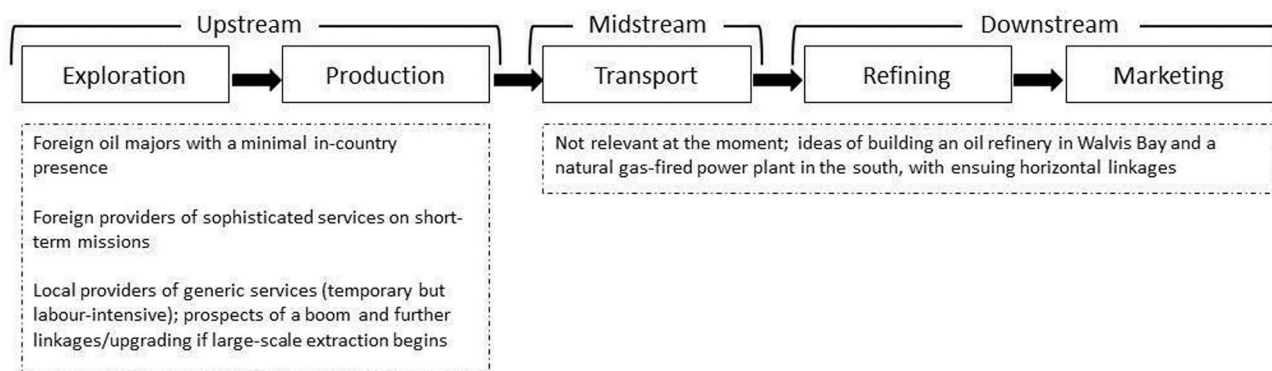 Upstream
Midstream
Downstream
Exploration
Production
Transport
Refining
Marketing
Foreign oil majors with a minimal in-country
presence
Foreign providers of sophisticated services on short-
term missions
Local providers of generic services (temporary but
labour-intensive); prospects of a boom and further
linkages/upgrading if large-scale extraction begins
Not relevant at the moment; ideas of building an oil refinery in Walvis Bay and a
natural gas-fired power plant in the south, with ensuing horizontal linkages